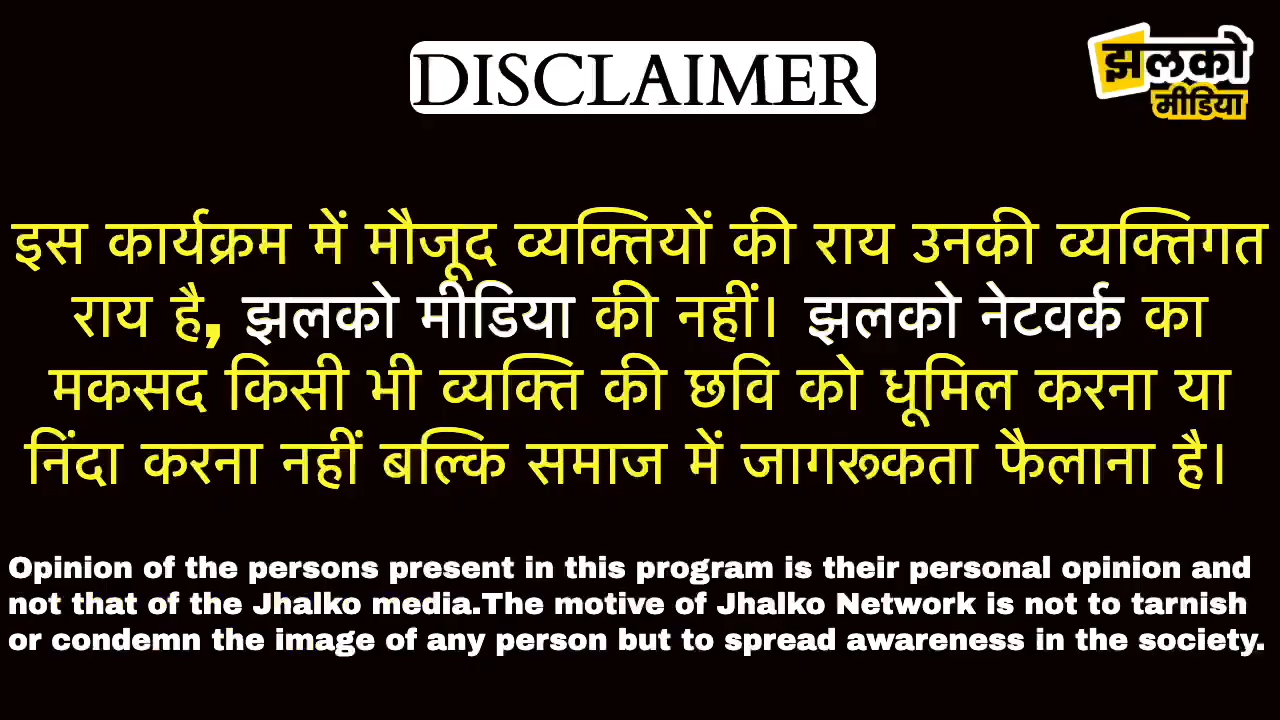 DISCLAIMER
झलको
मीडिया
इस कार्यक्रम में मौजूद व्यक्तियों की राय उनकी व्यक्तिगत
राय है, झलको मीडिया की नहीं। झलको नेटवर्क का
मकसद किसी भी व्यक्ति की छवि को धूमिल करना या
निंदा करना नहीं बल्कि समाज में जागरूकता फैलाना है।
Opinion of the persons present in this program is their personal opinion and
not that of the Jhalko media.The motive of Jhalko Network is not to tarnish
or condemn the image of any person but to spread awareness in the society.